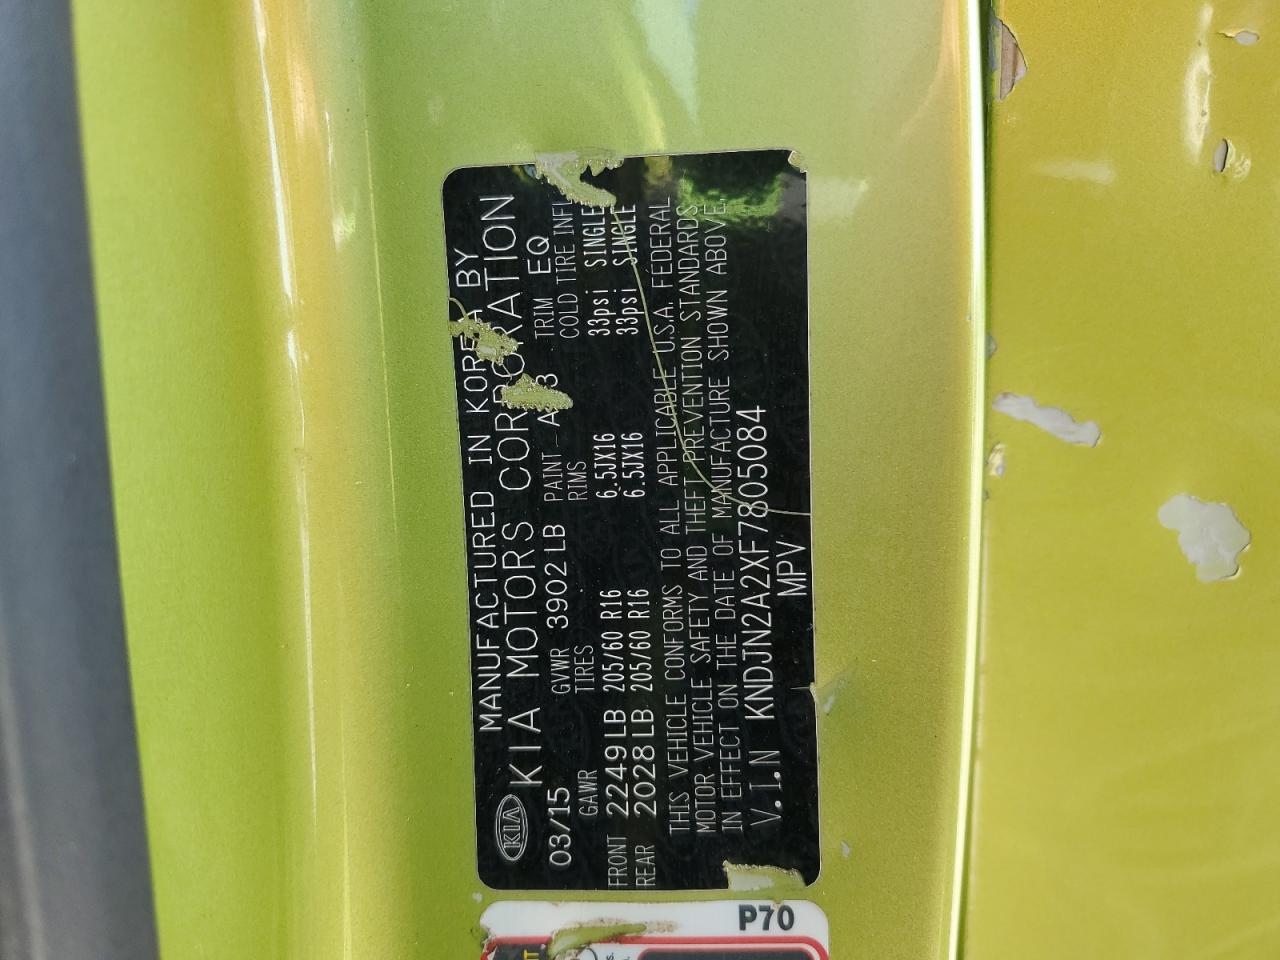 MANUFACTURED IN KOREA BY
KIA KIA MOTORS CORPORATION
03/15 GVWR 3902LB PAINT TRIM EQ
GAWR TIRES RIMS COLD TIRE INFL
FRONT 2249LB 205/60 R16 6.5JX16 33psi SINGLE
REAR 2028LB 205/60 R16 6.5JX16 33psi SINGLE
THIS VEHICLE CONFORMS TO ALL APPLICABLE U.S.A. FEDERAL
MOTOR VEHICLE SAFETY AND THEFT PREVENTION STANDARDS
IN EFFECT ON THE DATE OF MANUFACTURE SHOWN ABOVE.
V.I.N KNDJN2A2XF7805084
MPV
P70